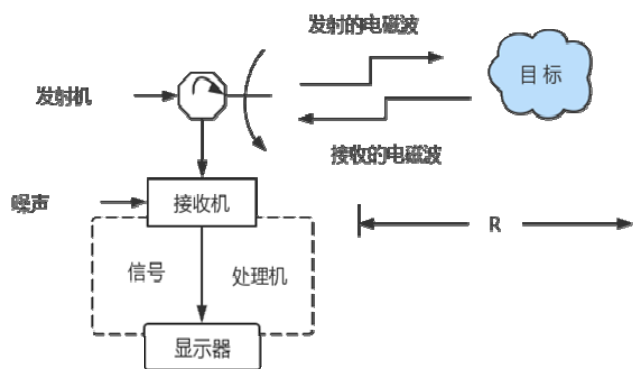 发射的电磁波
目标
发射机
接收的电磁波
噪声
接收机
R
信号
处理机
显示器